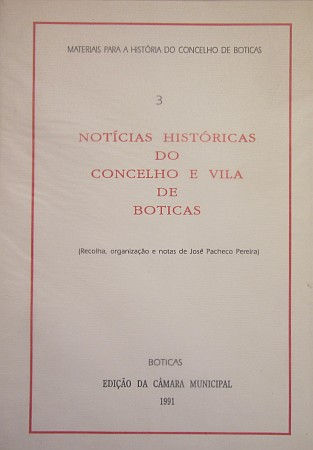 MATERIAIS PARA A HISTÓRIA DO CONCELHO DE BOTICAS
3
NOTÍCIAS HISTÓRICAS
DO
CONCELHO E VILA
DE
BOTICAS
(Recolha, organização e notas de José Pacheco Pereira)
BOTICAS
EDIÇÃO DA CÂMARA MUNICIPAL
1991